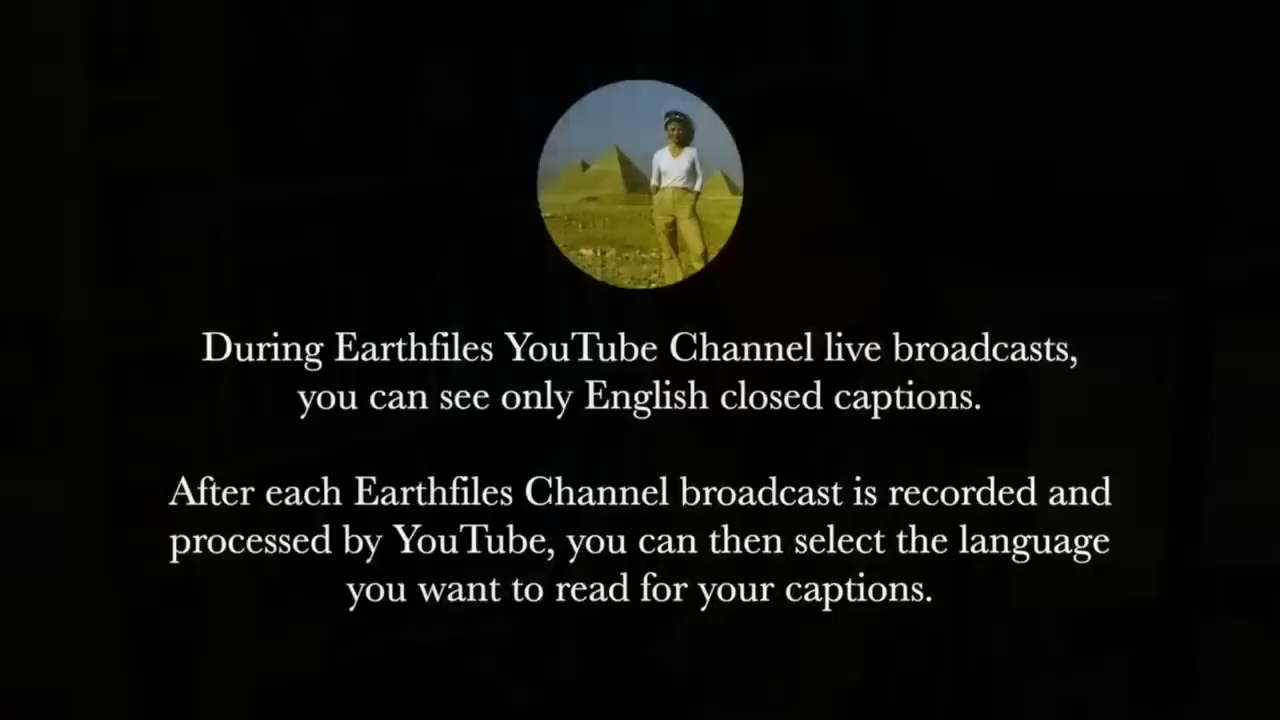 During Earthfiles YouTube Channel live broadcasts,
you can see only English closed captions.
After each Earthfiles Channel broadcast is recorded and
processed by YouTube, you can then select the language
you want to read for your captions.